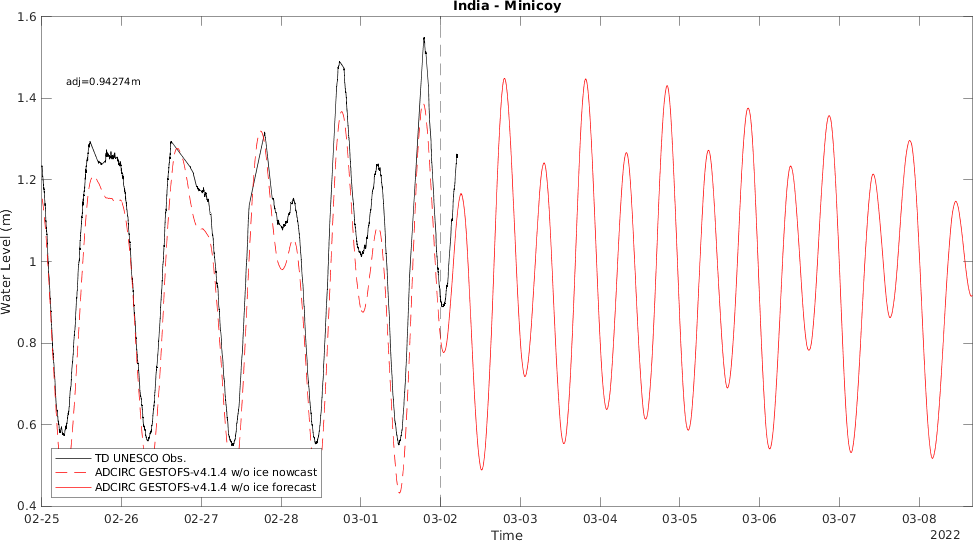 India - Minicoy
1.6
1.4
1.2
1
0.8
0.6
0.4
Water Level (m)
adj=0.94274m
TD UNESCO Obs.
ADCIRC GESTOFS-v4.1.4 w/o ice nowcast
ADCIRC GESTOFS-v4.1.4 w/o ice forecast
02-25 02-26 02-27 02-28 03-01 03-02 03-03 03-04 03-05 03-06 03-07 03-08
Time
2022